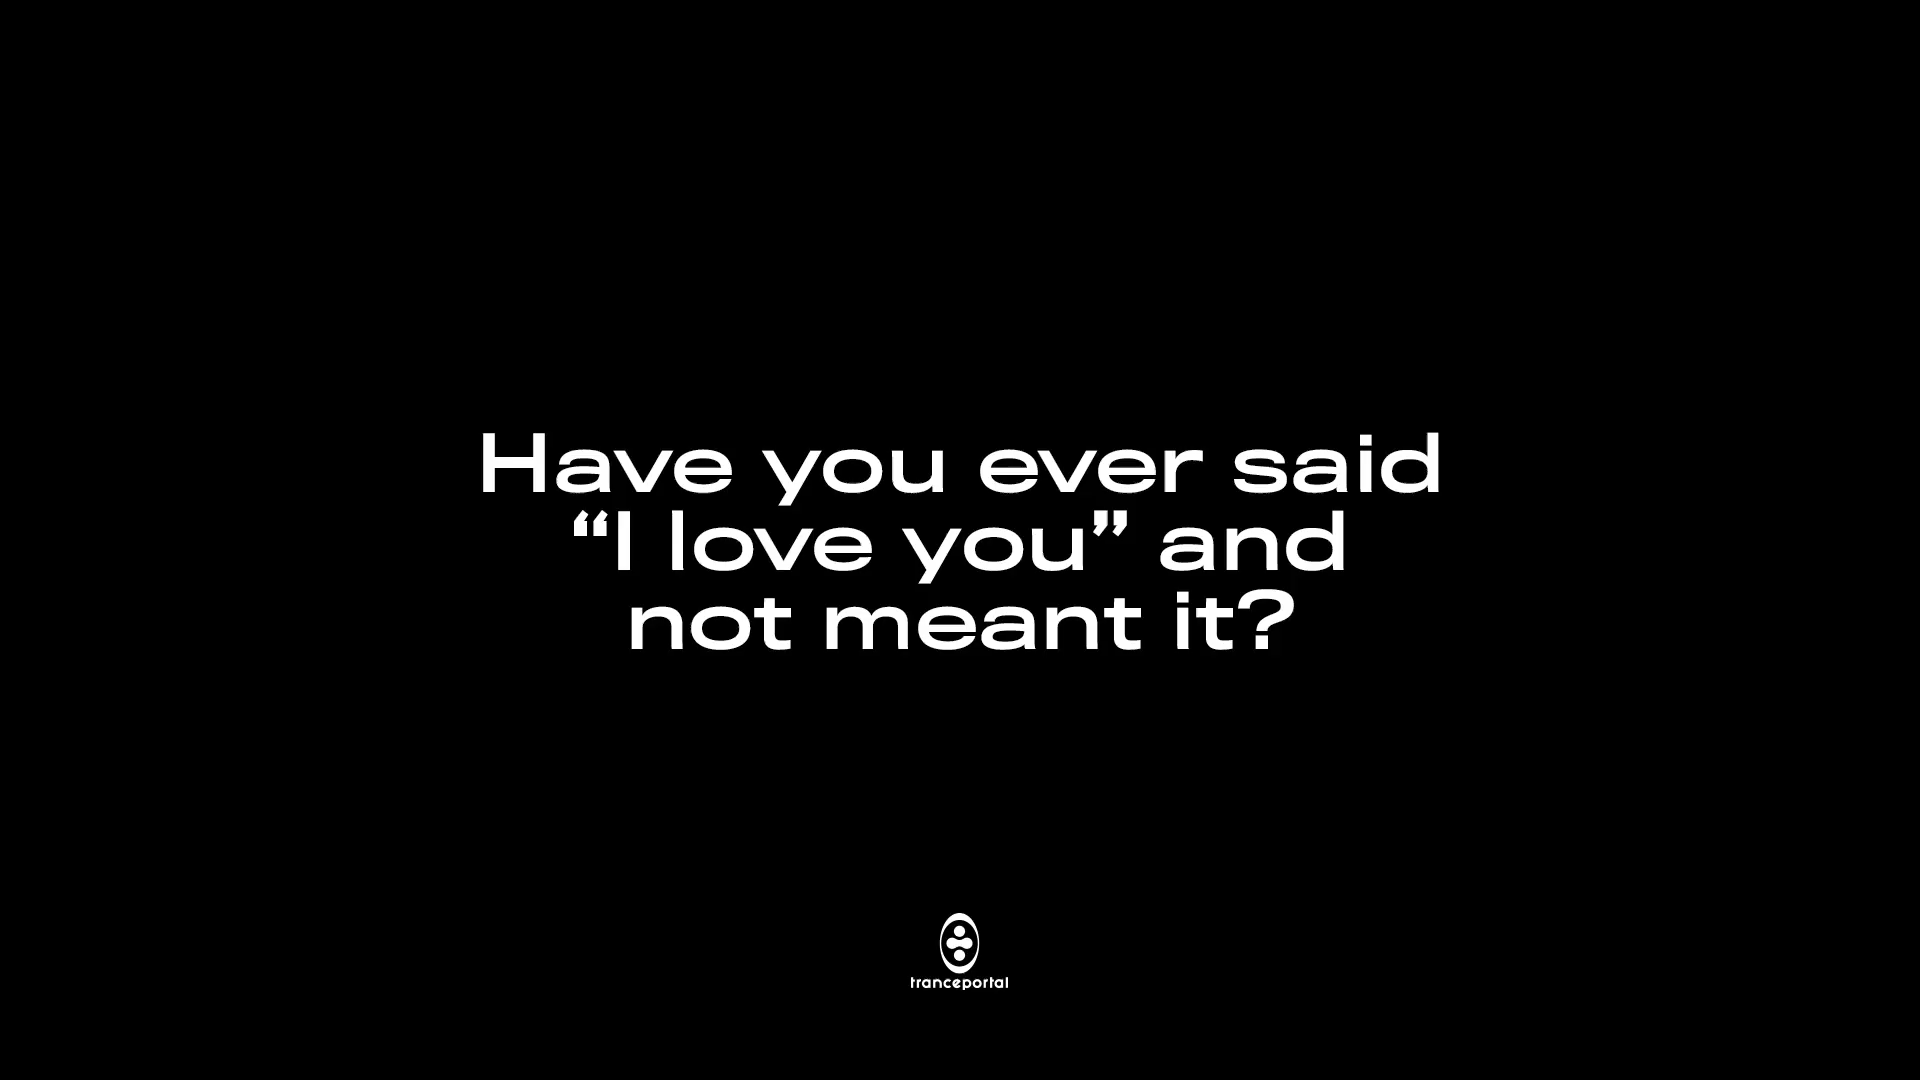 Have you ever said
“I love you” and
not meant it?
tranceportal